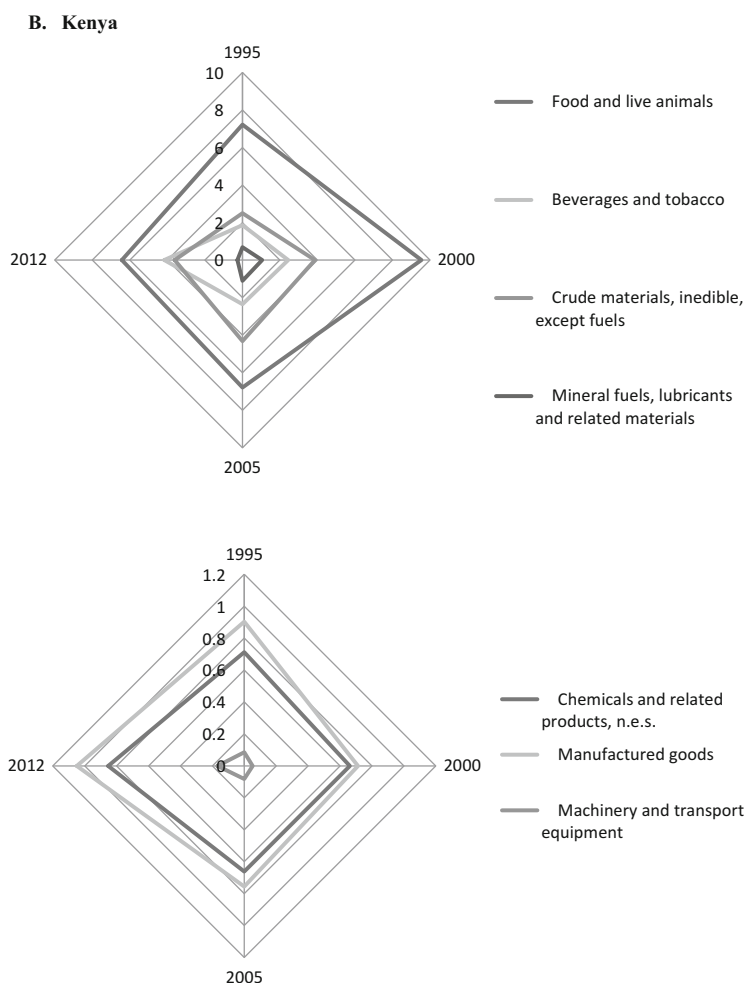 B. Kenya
1995
10
8
6
4
2
0
2012
2000
2005
Food and live animals
Beverages and tobacco
Crude materials, inedible,
except fuels
Mineral fuels, lubricants
and related materials
1995
1.2
1
0.8
0.6
0.4
0.2
0
2012
2000
2005
Chemicals and related
products, n.e.s.
Manufactured goods
Machinery and transport
equipment